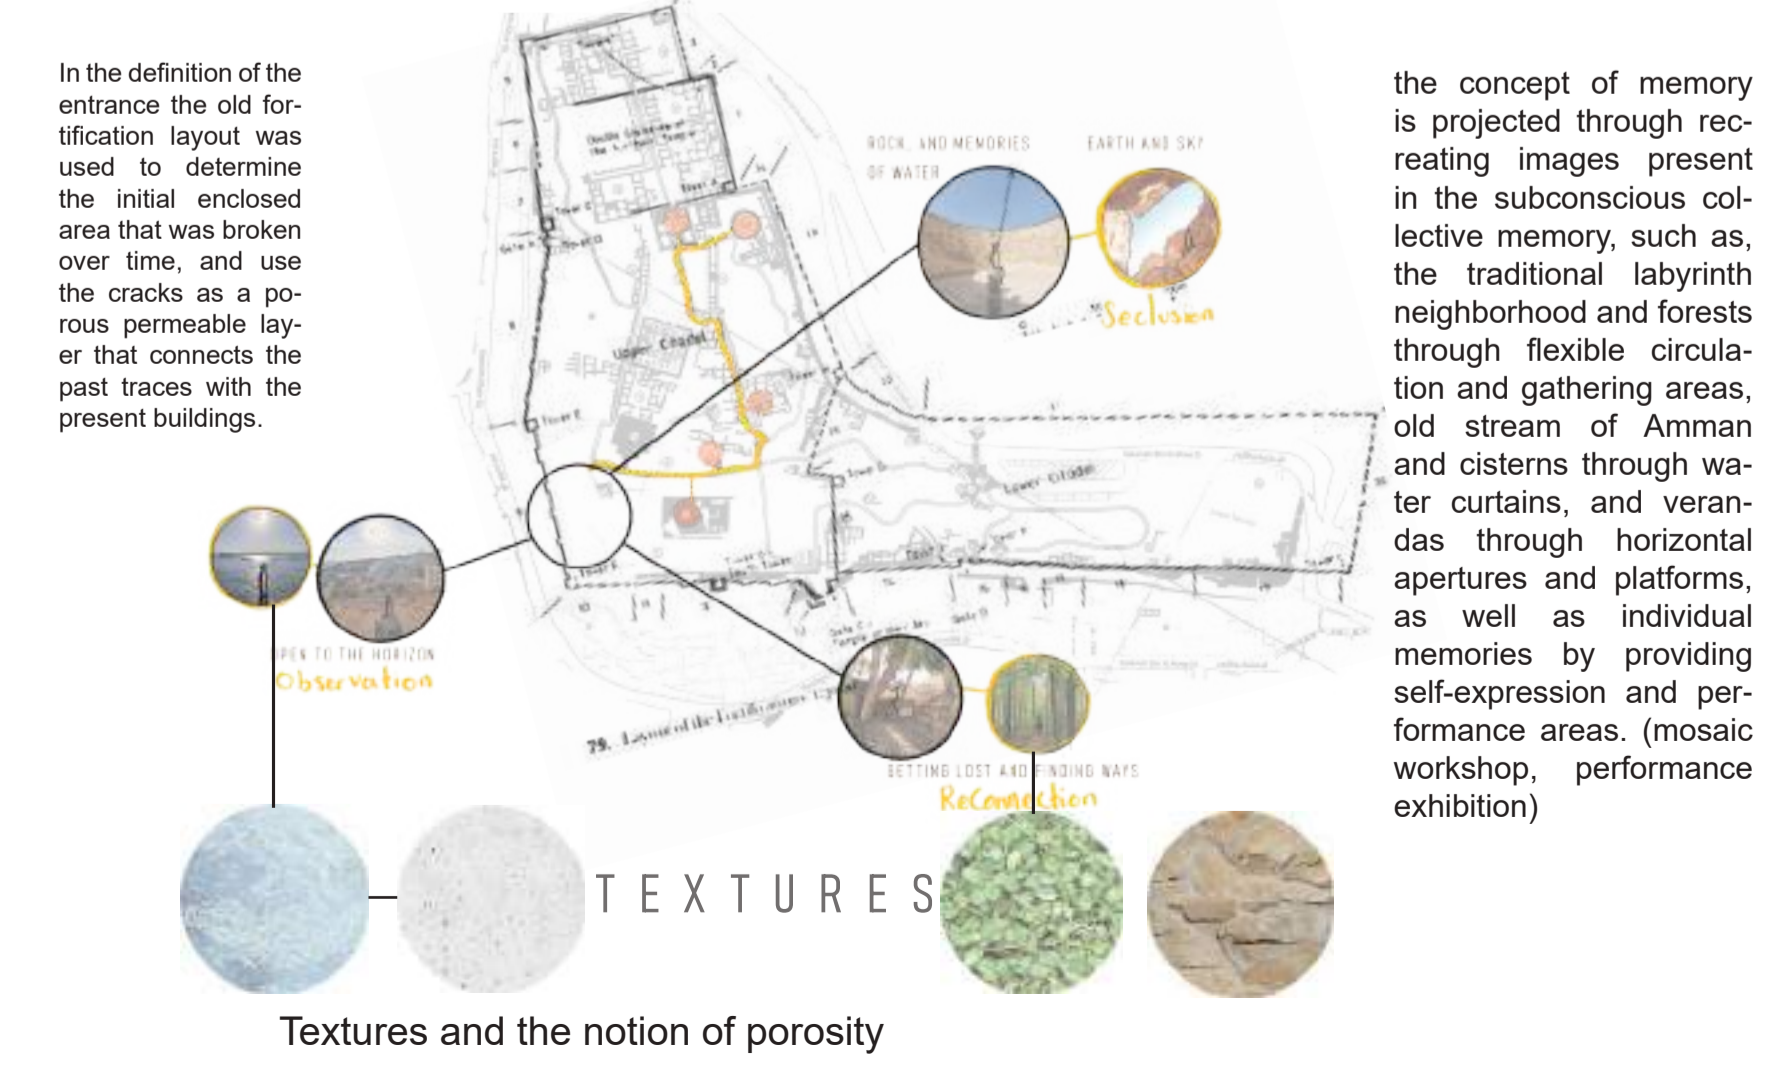 In the definition of the
entrance the old for-
tification layout was
used to determine
the initial enclosed
area that was broken
over time, and use
the cracks as a po-
rous permeable lay-
er that connects the
past traces with the
present buildings.
ROCK, AND MEMORIES
OF WATER
EARTH AND SKY
Seclusion
Upper Citadel
Lower Citadel
Tower E
OPEN TO THE HORIZON
Observation
79. Layout of the Fortifications
GETTING LOST AND FINDING WAYS
ReConnection
TEXTURES
Textures and the notion of porosity
the concept of memory
is projected through rec-
reating images present
in the subconscious col-
lective memory, such as,
the traditional labyrinth
neighborhood and forests
through flexible circula-
tion and gathering areas,
old stream of Amman
and cisterns through wa-
ter curtains, and veran-
das through horizontal
apertures and platforms,
as well as individual
memories by providing
self-expression and per-
formance areas. (mosaic
workshop, performance
exhibition)